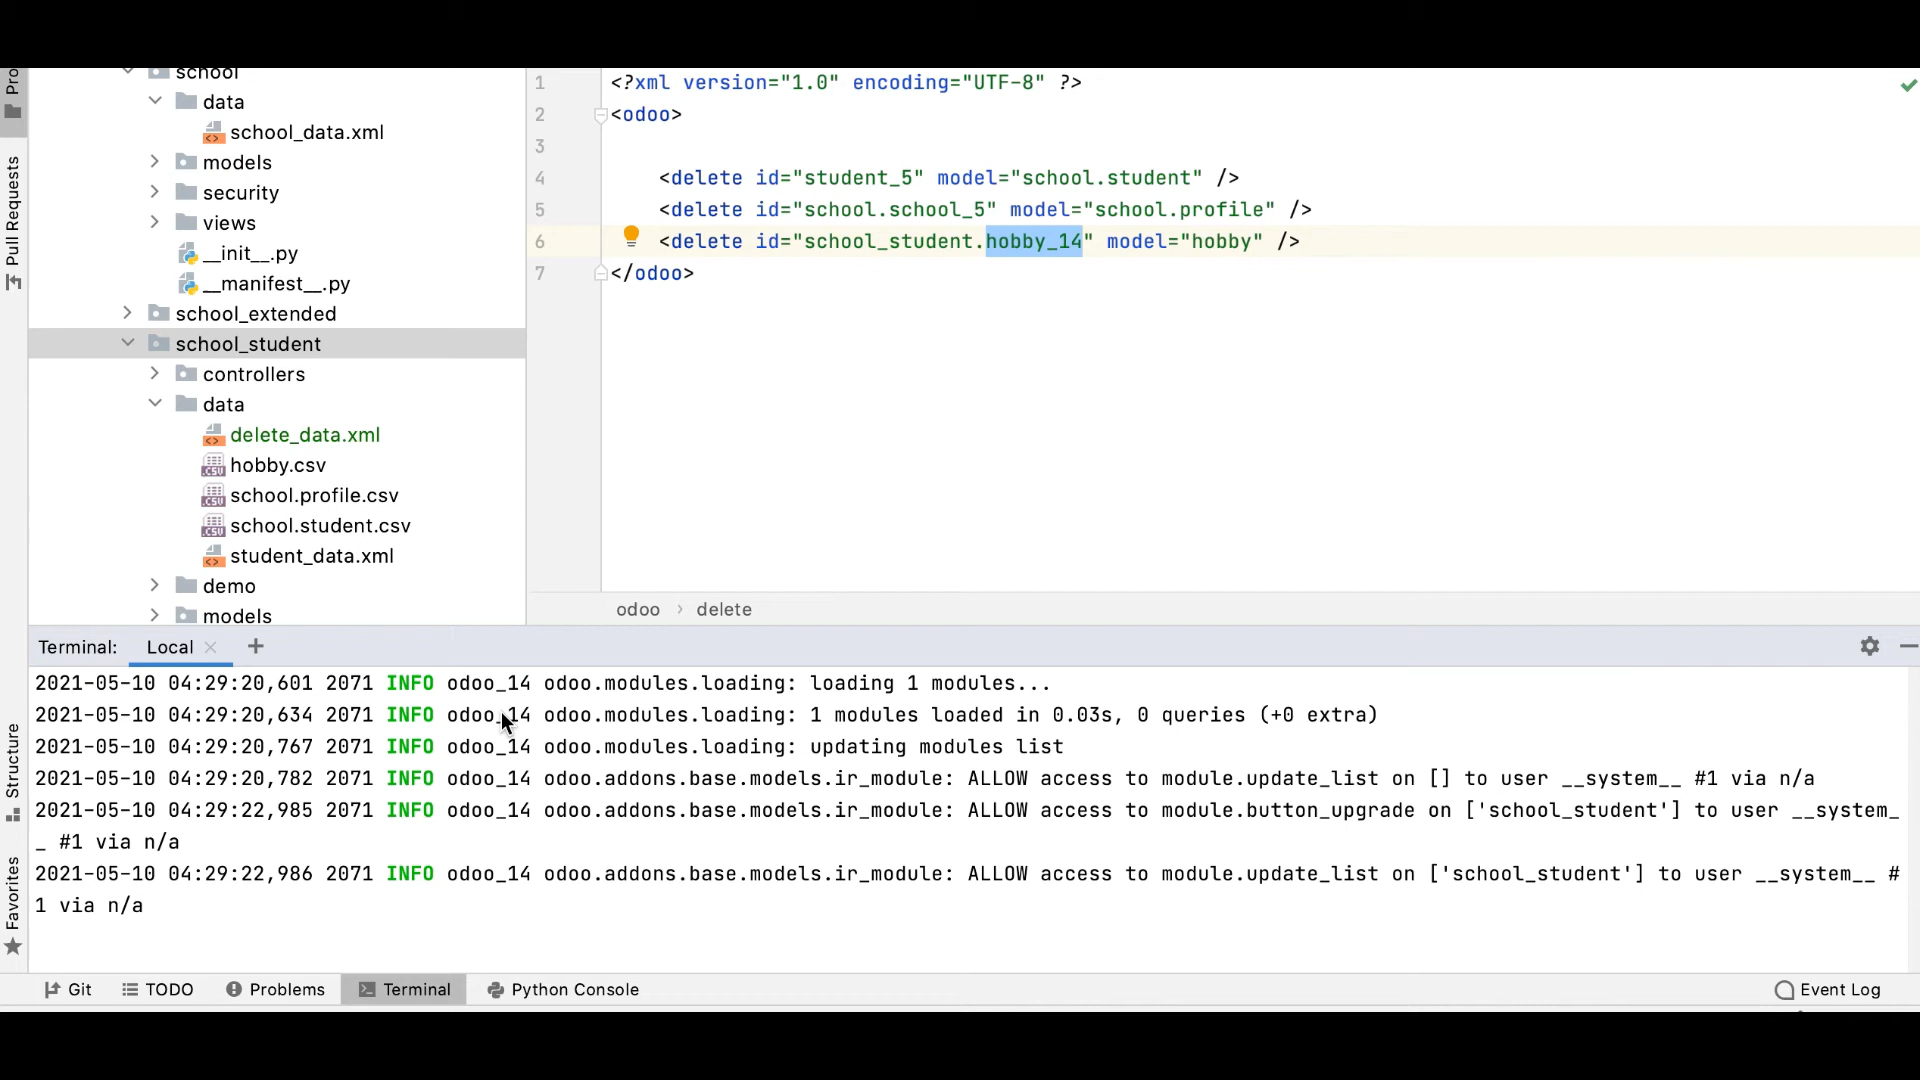 Pro
Pull Requests
Structure
Favorites
school
data
school_data.xml
models
security
views
__init__.py
__manifest__.py
school_extended
school_student
controllers
data
delete_data.xml
hobby.csv
school.profile.csv
school.student.csv
student_data.xml
demo
models
1 <?xml version="1.0" encoding="UTF-8" ?>
2 <odoo>
3
4 <delete id="student_5" model="school.student" />
5 <delete id="school.school_5" model="school.profile" />
6 <delete id="school_student.hobby_14" model="hobby" />
7 </odoo>
odoo › delete
Terminal: Local × +
2021-05-10 04:29:20,601 2071 INFO odoo_14 odoo.modules.loading: loading 1 modules...
2021-05-10 04:29:20,634 2071 INFO odoo_14 odoo.modules.loading: 1 modules loaded in 0.03s, 0 queries (+0 extra)
2021-05-10 04:29:20,767 2071 INFO odoo_14 odoo.modules.loading: updating modules list
2021-05-10 04:29:20,782 2071 INFO odoo_14 odoo.addons.base.models.ir_module: ALLOW access to module.update_list on [] to user __system__ #1 via n/a
2021-05-10 04:29:22,985 2071 INFO odoo_14 odoo.addons.base.models.ir_module: ALLOW access to module.button_upgrade on ['school_student'] to user __system_
_ #1 via n/a
2021-05-10 04:29:22,986 2071 INFO odoo_14 odoo.addons.base.models.ir_module: ALLOW access to module.update_list on ['school_student'] to user __system__ #
1 via n/a
Git TODO Problems Terminal Python Console Event Log